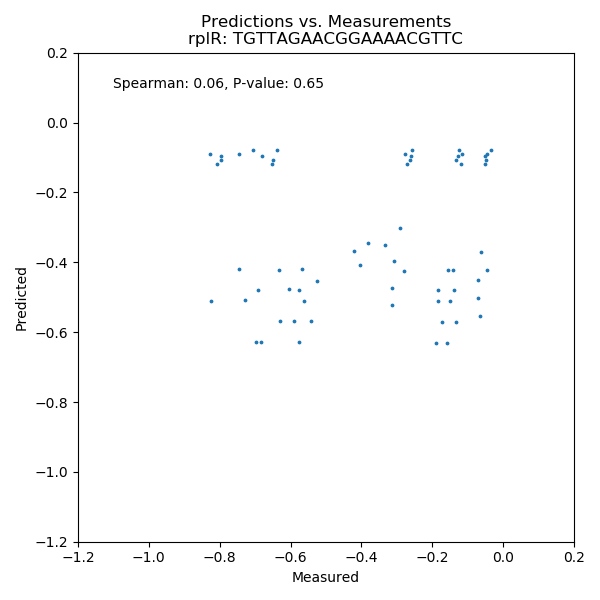 Predictions vs. Measurements
rplR: TGTTAGAACGGAAAACGTTC
Spearman: 0.06, P-value: 0.65
0.2
0.0
−0.2
−0.4
−0.6
−0.8
−1.0
−1.2
Predicted
−1.2 −1.0 −0.8 −0.6 −0.4 −0.2 0.0 0.2
Measured